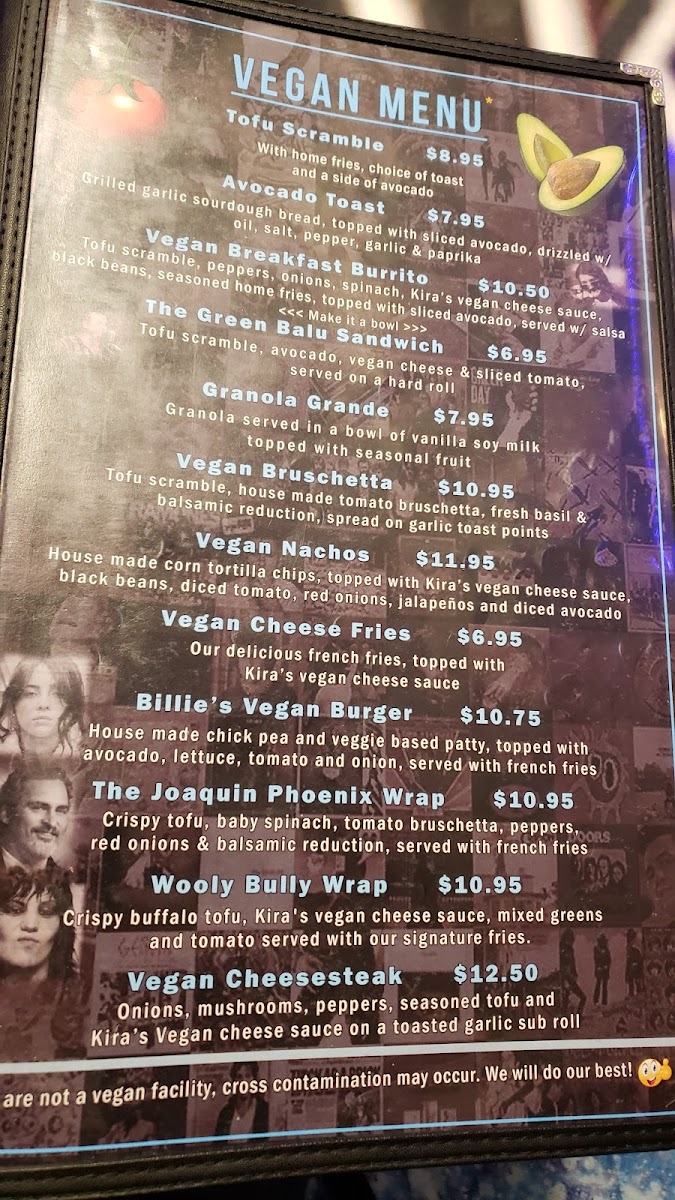 VEGAN MENU*
Tofu Scramble $8.95
With home fries, choice of toast
and a side of avocado
Avocado Toast $7.95
Grilled garlic sourdough bread, topped with sliced avocado, drizzled w/
oil, salt, pepper, garlic & paprika
Vegan Breakfast Burrito $10.50
Tofu scramble, peppers, onions, spinach, Kira's vegan cheese sauce,
black beans, seasoned home fries, topped with sliced avocado, served w/ salsa
<<< Make it a bowl >>>
The Green Balu Sandwich $6.95
Tofu scramble, avocado, vegan cheese & sliced tomato,
served on a hard roll
Granola Grande $7.95
Granola served in a bowl of vanilla soy milk
topped with seasonal fruit
Vegan Bruschetta $10.95
Tofu scramble, house made tomato bruschetta, fresh basil &
balsamic reduction, spread on garlic toast points
Vegan Nachos $11.95
House made corn tortilla chips, topped with Kira's vegan cheese sauce,
black beans, diced tomato, red onions, jalapeños and diced avocado
Vegan Cheese Fries $6.95
Our delicious french fries, topped with
Kira's vegan cheese sauce
Billie's Vegan Burger $10.75
House made chick pea and veggie based patty, topped with
avocado, lettuce, tomato and onion, served with french fries
The Joaquin Phoenix Wrap $10.95
Crispy tofu, baby spinach, tomato bruschetta, peppers,
red onions & balsamic reduction, served with french fries
Wooly Bully Wrap $10.95
Crispy buffalo tofu, Kira's vegan cheese sauce, mixed greens
and tomato served with our signature fries.
Vegan Cheesesteak $12.50
Onions, mushrooms, peppers, seasoned tofu and
Kira's Vegan cheese sauce on a toasted garlic sub roll
are not a vegan facility, cross contamination may occur. We will do our best!